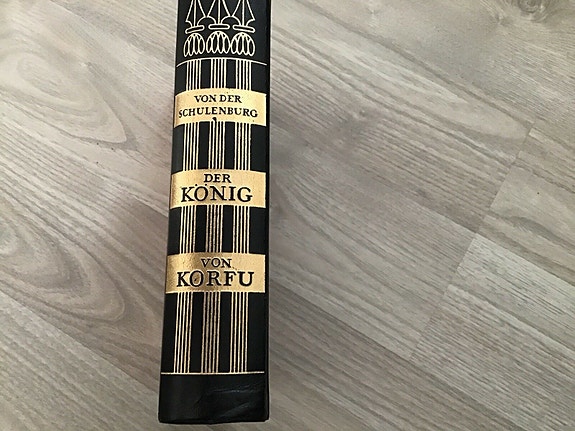 VON DER
SCHULENBURG
DER
KÖNIG
VON
KORFU